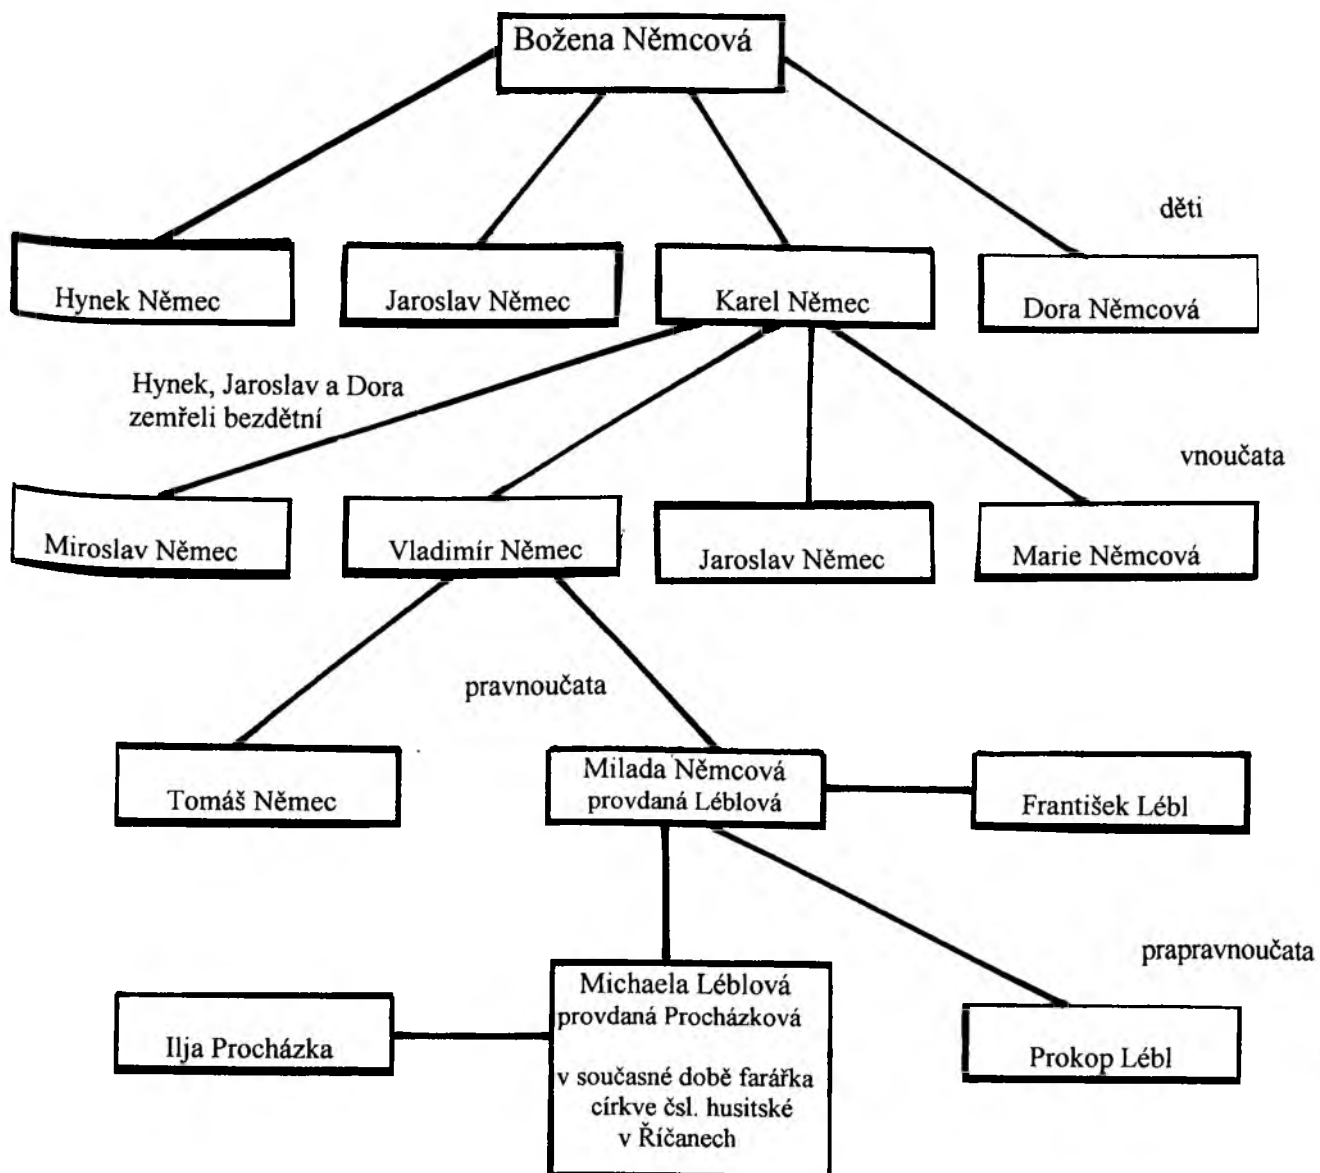 Božena Němcová
děti
Hynek Němec
Jaroslav Němec
Karel Němec
Dora Němcová
Hynek, Jaroslav a Dora
zemřeli bezdětní
vnoučata
Miroslav Němec
Vladimír Němec
Jaroslav Němec
Marie Němcová
pravnoučata
Tomáš Němec
Milada Němcová
provdaná Léblová
František Lébl
prapravnoučata
Ilja Procházka
Michaela Léblová
provdaná Procházková
v současné době farářka
církve čsl. husitské
v Říčanech
Prokop Lébl